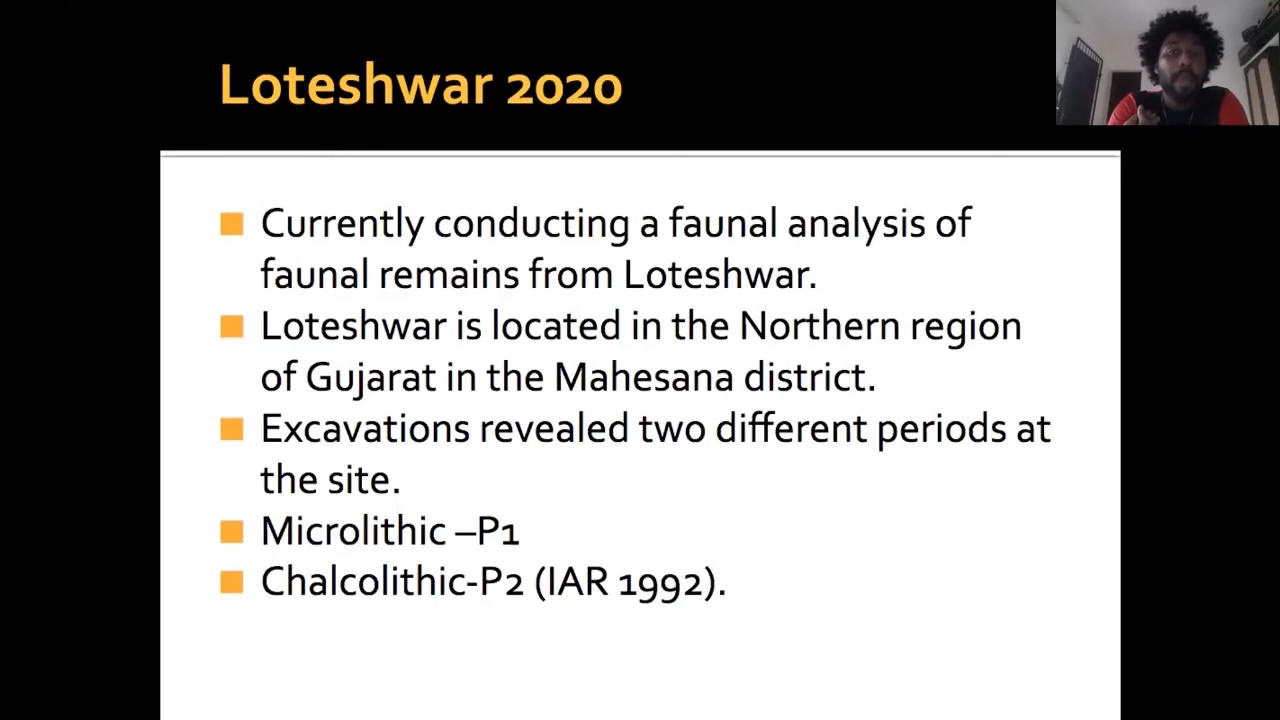 Loteshwar 2020
Currently conducting a faunal analysis of
faunal remains from Loteshwar.
Loteshwar is located in the Northern region
of Gujarat in the Mahesana district.
Excavations revealed two different periods at
the site.
Microlithic –P1
Chalcolithic-P2 (IAR 1992).